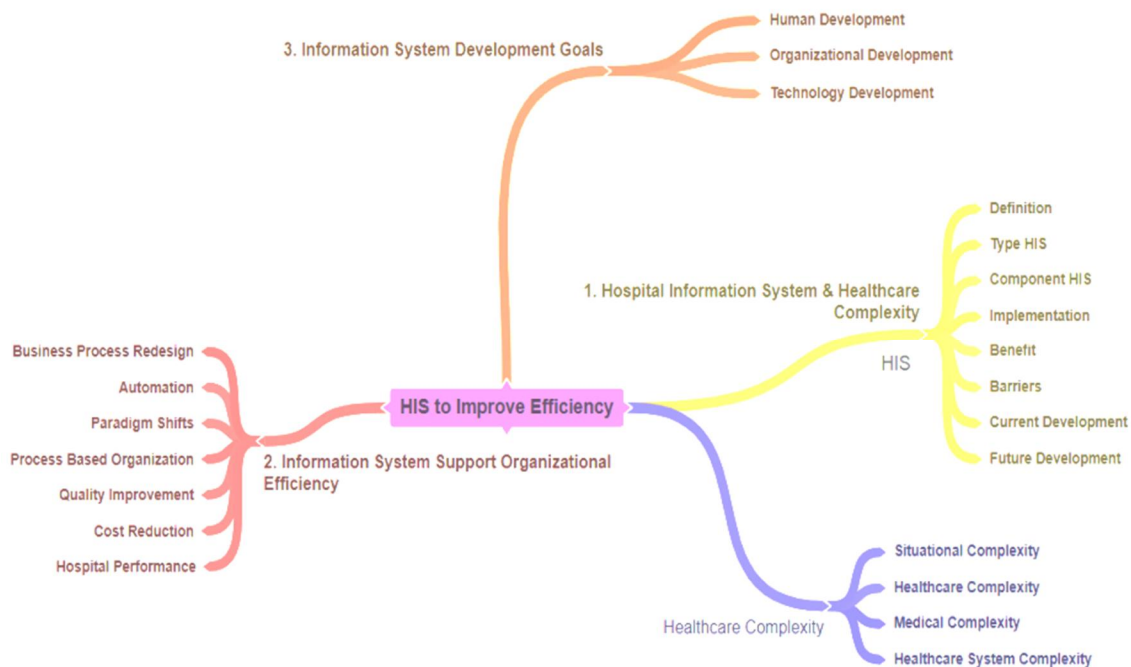 3. Information System Development Goals
Human Development
Organizational Development
Technology Development
1. Hospital Information System & Healthcare
Complexity
HIS
Definition
Type HIS
Component HIS
Implementation
Benefit
Barriers
Current Development
Future Development
HIS to Improve Efficiency
2. Information System Support Organizational
Efficiency
Business Process Redesign
Automation
Paradigm Shifts
Process Based Organization
Quality Improvement
Cost Reduction
Hospital Performance
Healthcare Complexity
Situational Complexity
Healthcare Complexity
Medical Complexity
Healthcare System Complexity